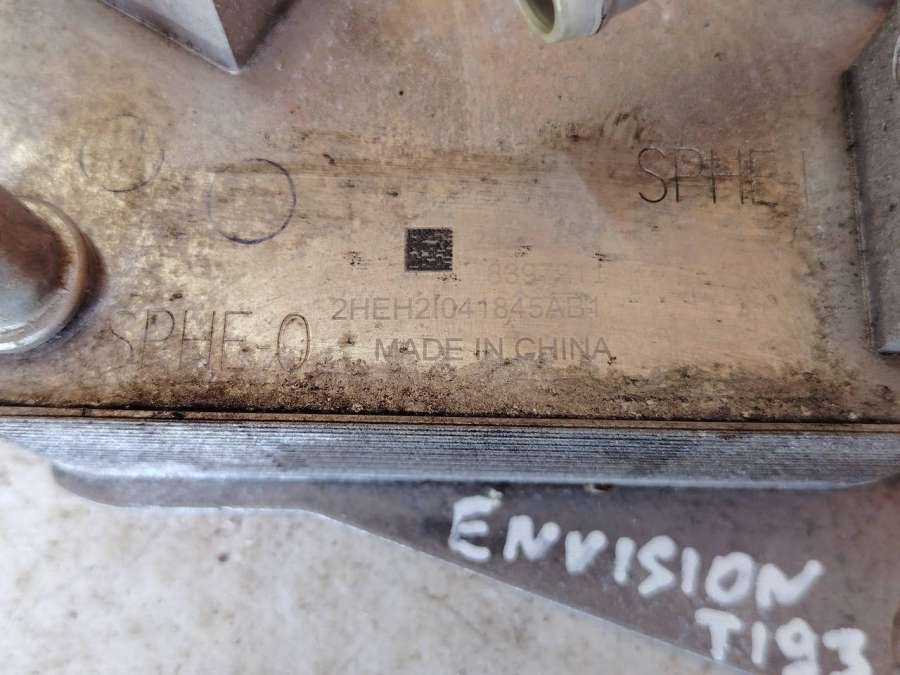 SPHE
2HEH2I041845AB1
SPHE-O
MADE IN CHINA
ENVISION
T193